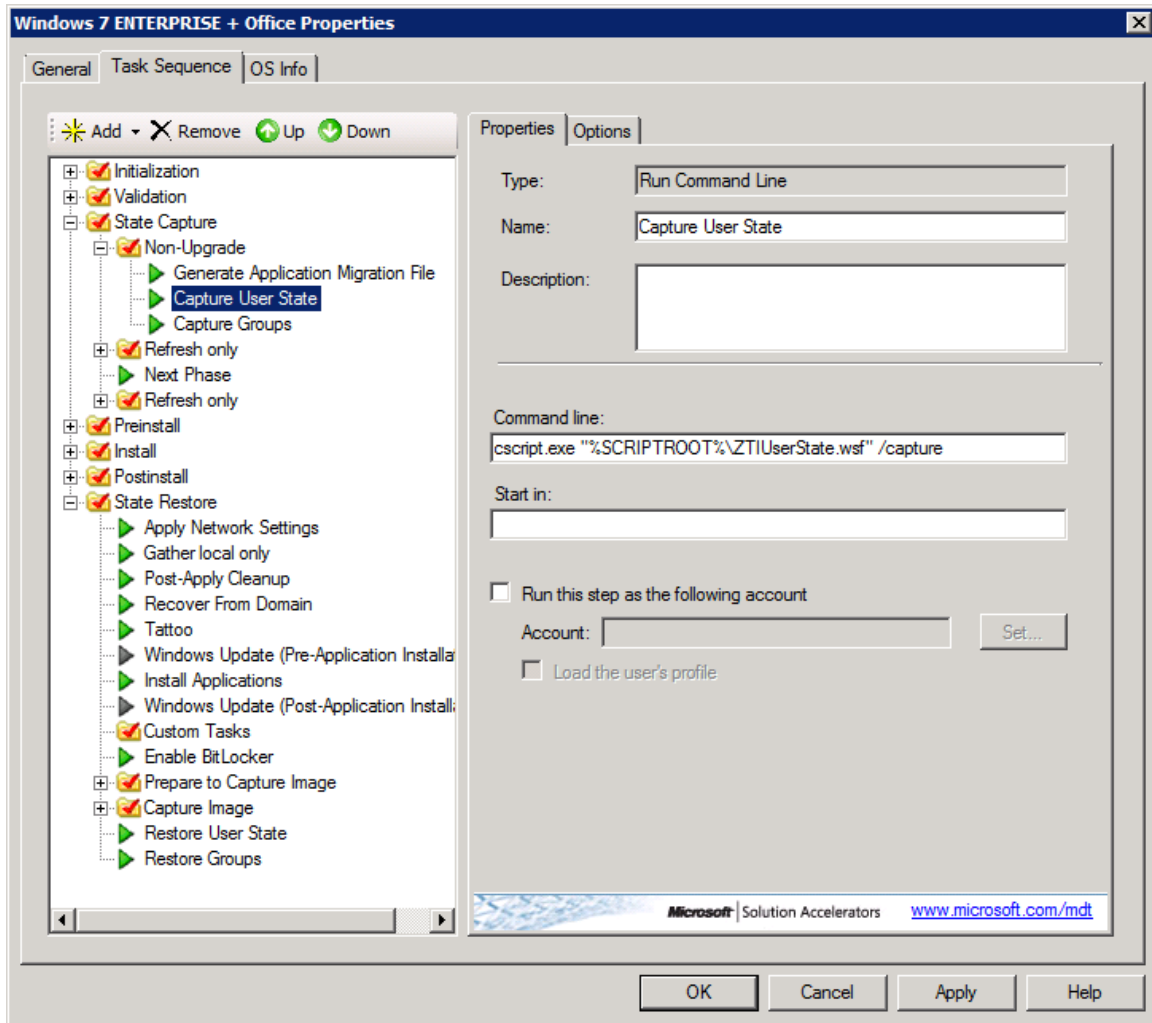 Windows 7 ENTERPRISE + Office Properties
General
Task Sequence
OS Info
Add
Remove
Up
Down
Initialization
Validation
State Capture
Non-Upgrade
Generate Application Migration File
Capture User State
Capture Groups
Refresh only
Next Phase
Refresh only
Preinstall
Install
Postinstall
State Restore
Apply Network Settings
Gather local only
Post-Apply Cleanup
Recover From Domain
Tattoo
Windows Update (Pre-Application Installa
Install Applications
Windows Update (Post-Application Install
Custom Tasks
Enable BitLocker
Prepare to Capture Image
Capture Image
Restore User State
Restore Groups
Properties
Options
Type:
Run Command Line
Name:
Capture User State
Description:
Command line:
cscript.exe "%SCRIPTROOT%\ZTIUserState.wsf" /capture
Start in:
Run this step as the following account
Account:
Set...
Load the user's profile
Microsoft Solution Accelerators
www.microsoft.com/mdt
OK
Cancel
Apply
Help